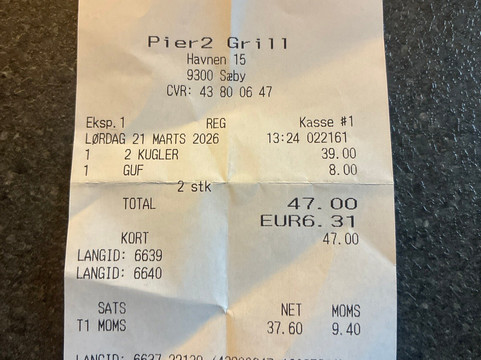 Pier2 Grill
Havnen 15
9300 Sæby
CVR: 43 80 06 47
Eksp.1 REG Kasse #1
LØRDAG 21 MARTS 2026 13:24 022161
1 2 KUGLER 39.00
1 GUF 8.00
2 stk
TOTAL 47.00
EUR6.31
KORT 47.00
LANGID: 6639
LANGID: 6640
SATS NET MOMS
T1 MOMS 37.60 9.40